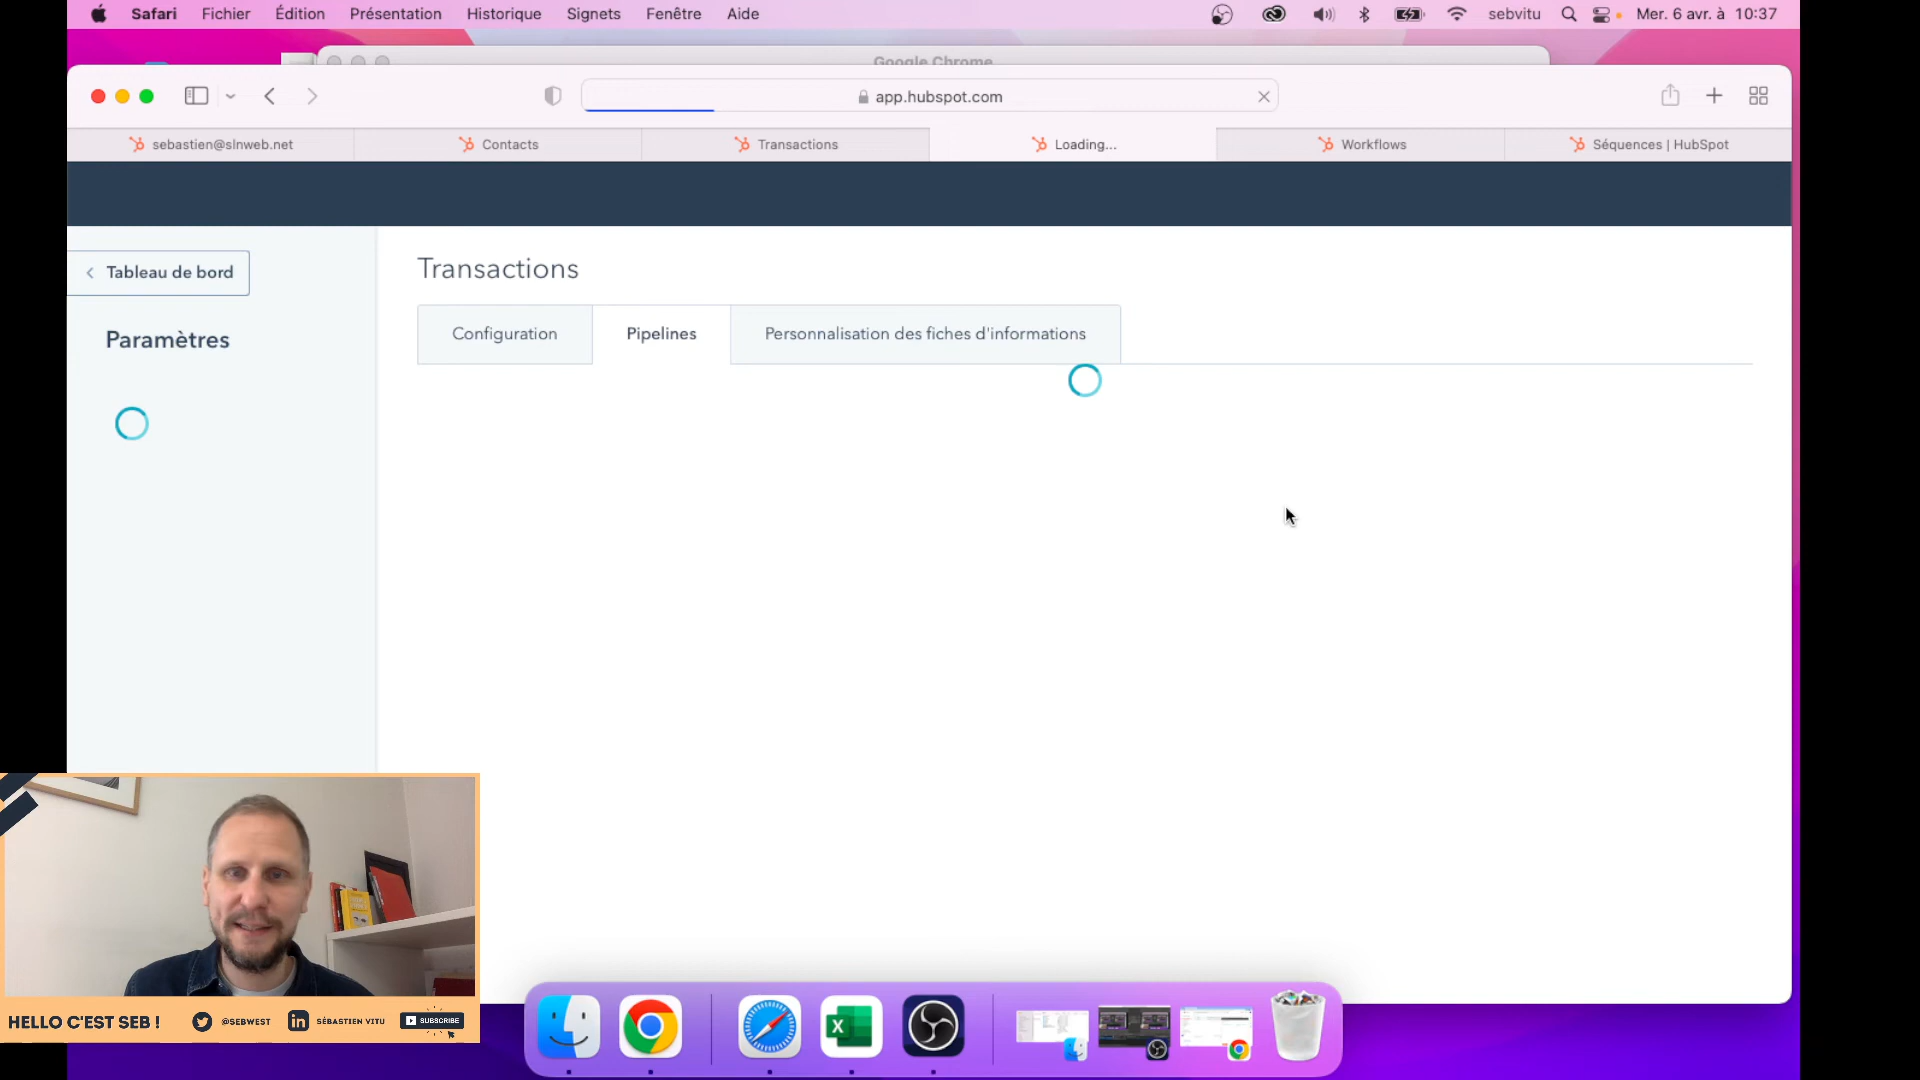 Safari Fichier Édition Présentation Historique Signets Fenêtre Aide sebvitu Mer. 6 avr. à 10:37
Google Chrome
app.hubspot.com
sebastien@slnweb.net Contacts Transactions Loading... Workflows Séquences | HubSpot
Tableau de bord
Paramètres
Transactions
Configuration Pipelines Personnalisation des fiches d'informations
HELLO C'EST SEB ! @SEBWEST SÉBASTIEN VITU SUBSCRIBE